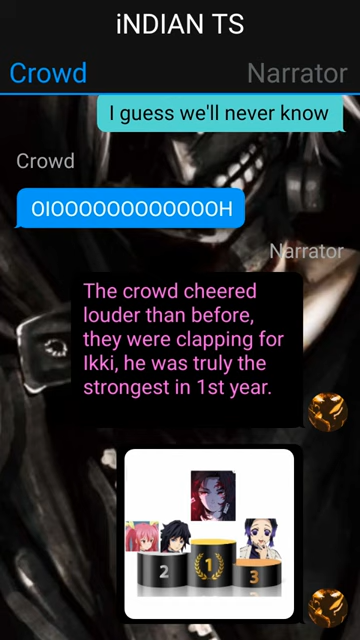 iNDIAN TS
Crowd
Narrator
I guess we'll never know
Crowd
OIOOOOOOOOOOOOH
Narrator
The crowd cheered
louder than before,
they were clapping for
Ikki, he was truly the
strongest in 1st year.
2
1
3